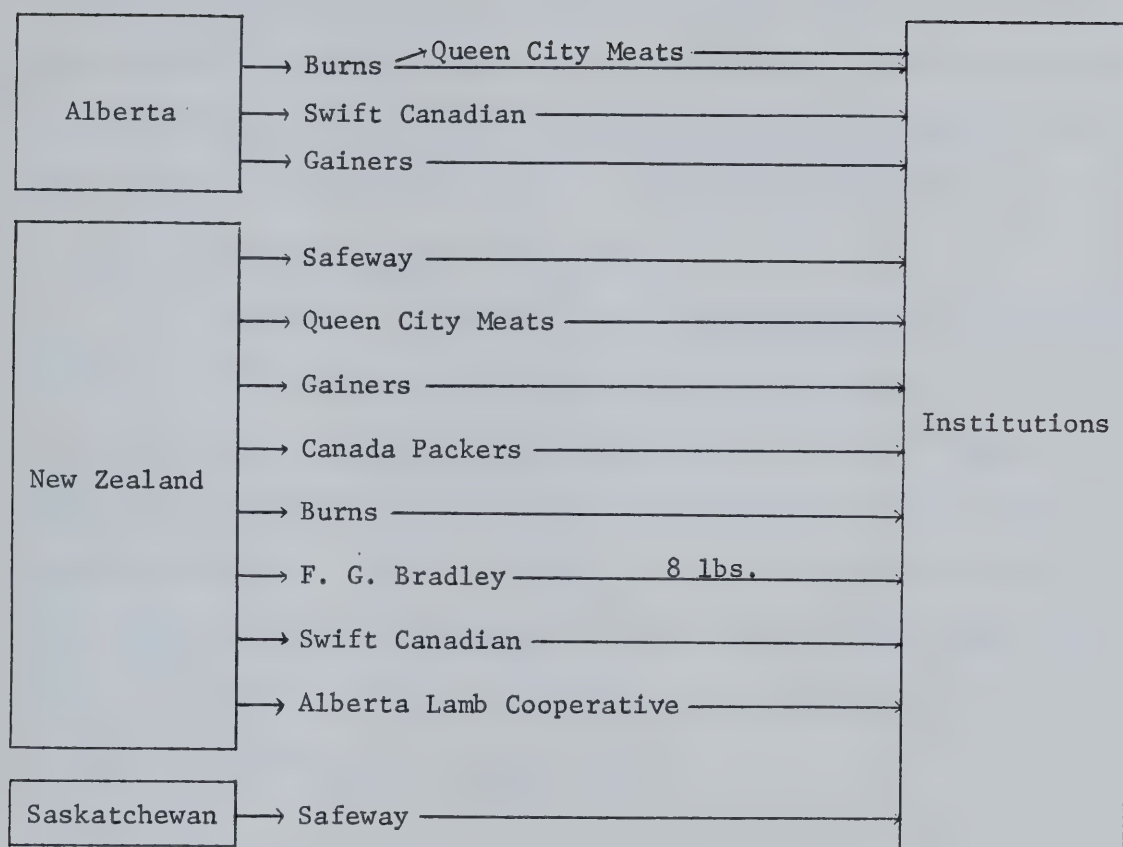 Alberta
Burns
Queen City Meats
Swift Canadian
Gainers
New Zealand
Safeway
Queen City Meats
Gainers
Canada Packers
Burns
F. G. Bradley
8 lbs.
Swift Canadian
Alberta Lamb Cooperative
Saskatchewan
Safeway
Institutions